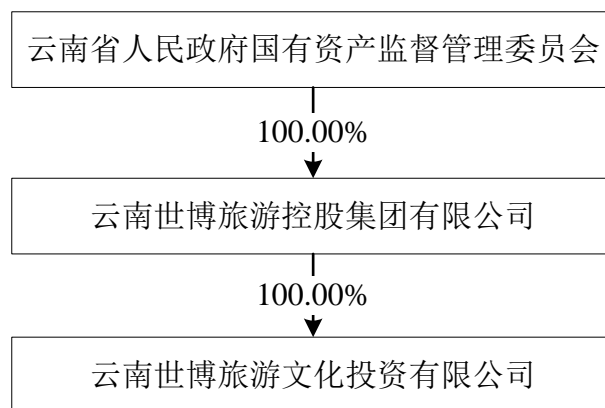 云南省人民政府国有资产监督管理委员会
100.00%
云南世博旅游控股集团有限公司
100.00%
云南世博旅游文化投资有限公司